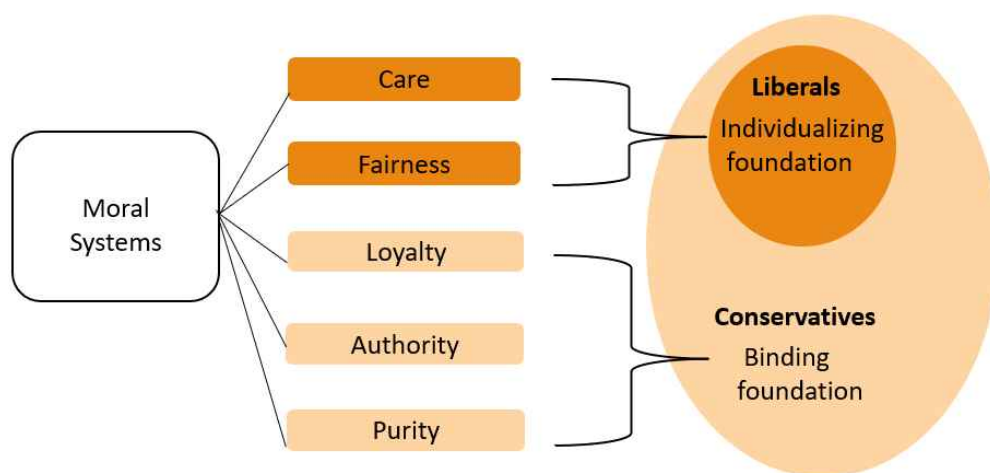 Moral
Systems
Care
Fairness
Loyalty
Authority
Purity
Liberals
Individualizing
foundation
Conservatives
Binding
foundation